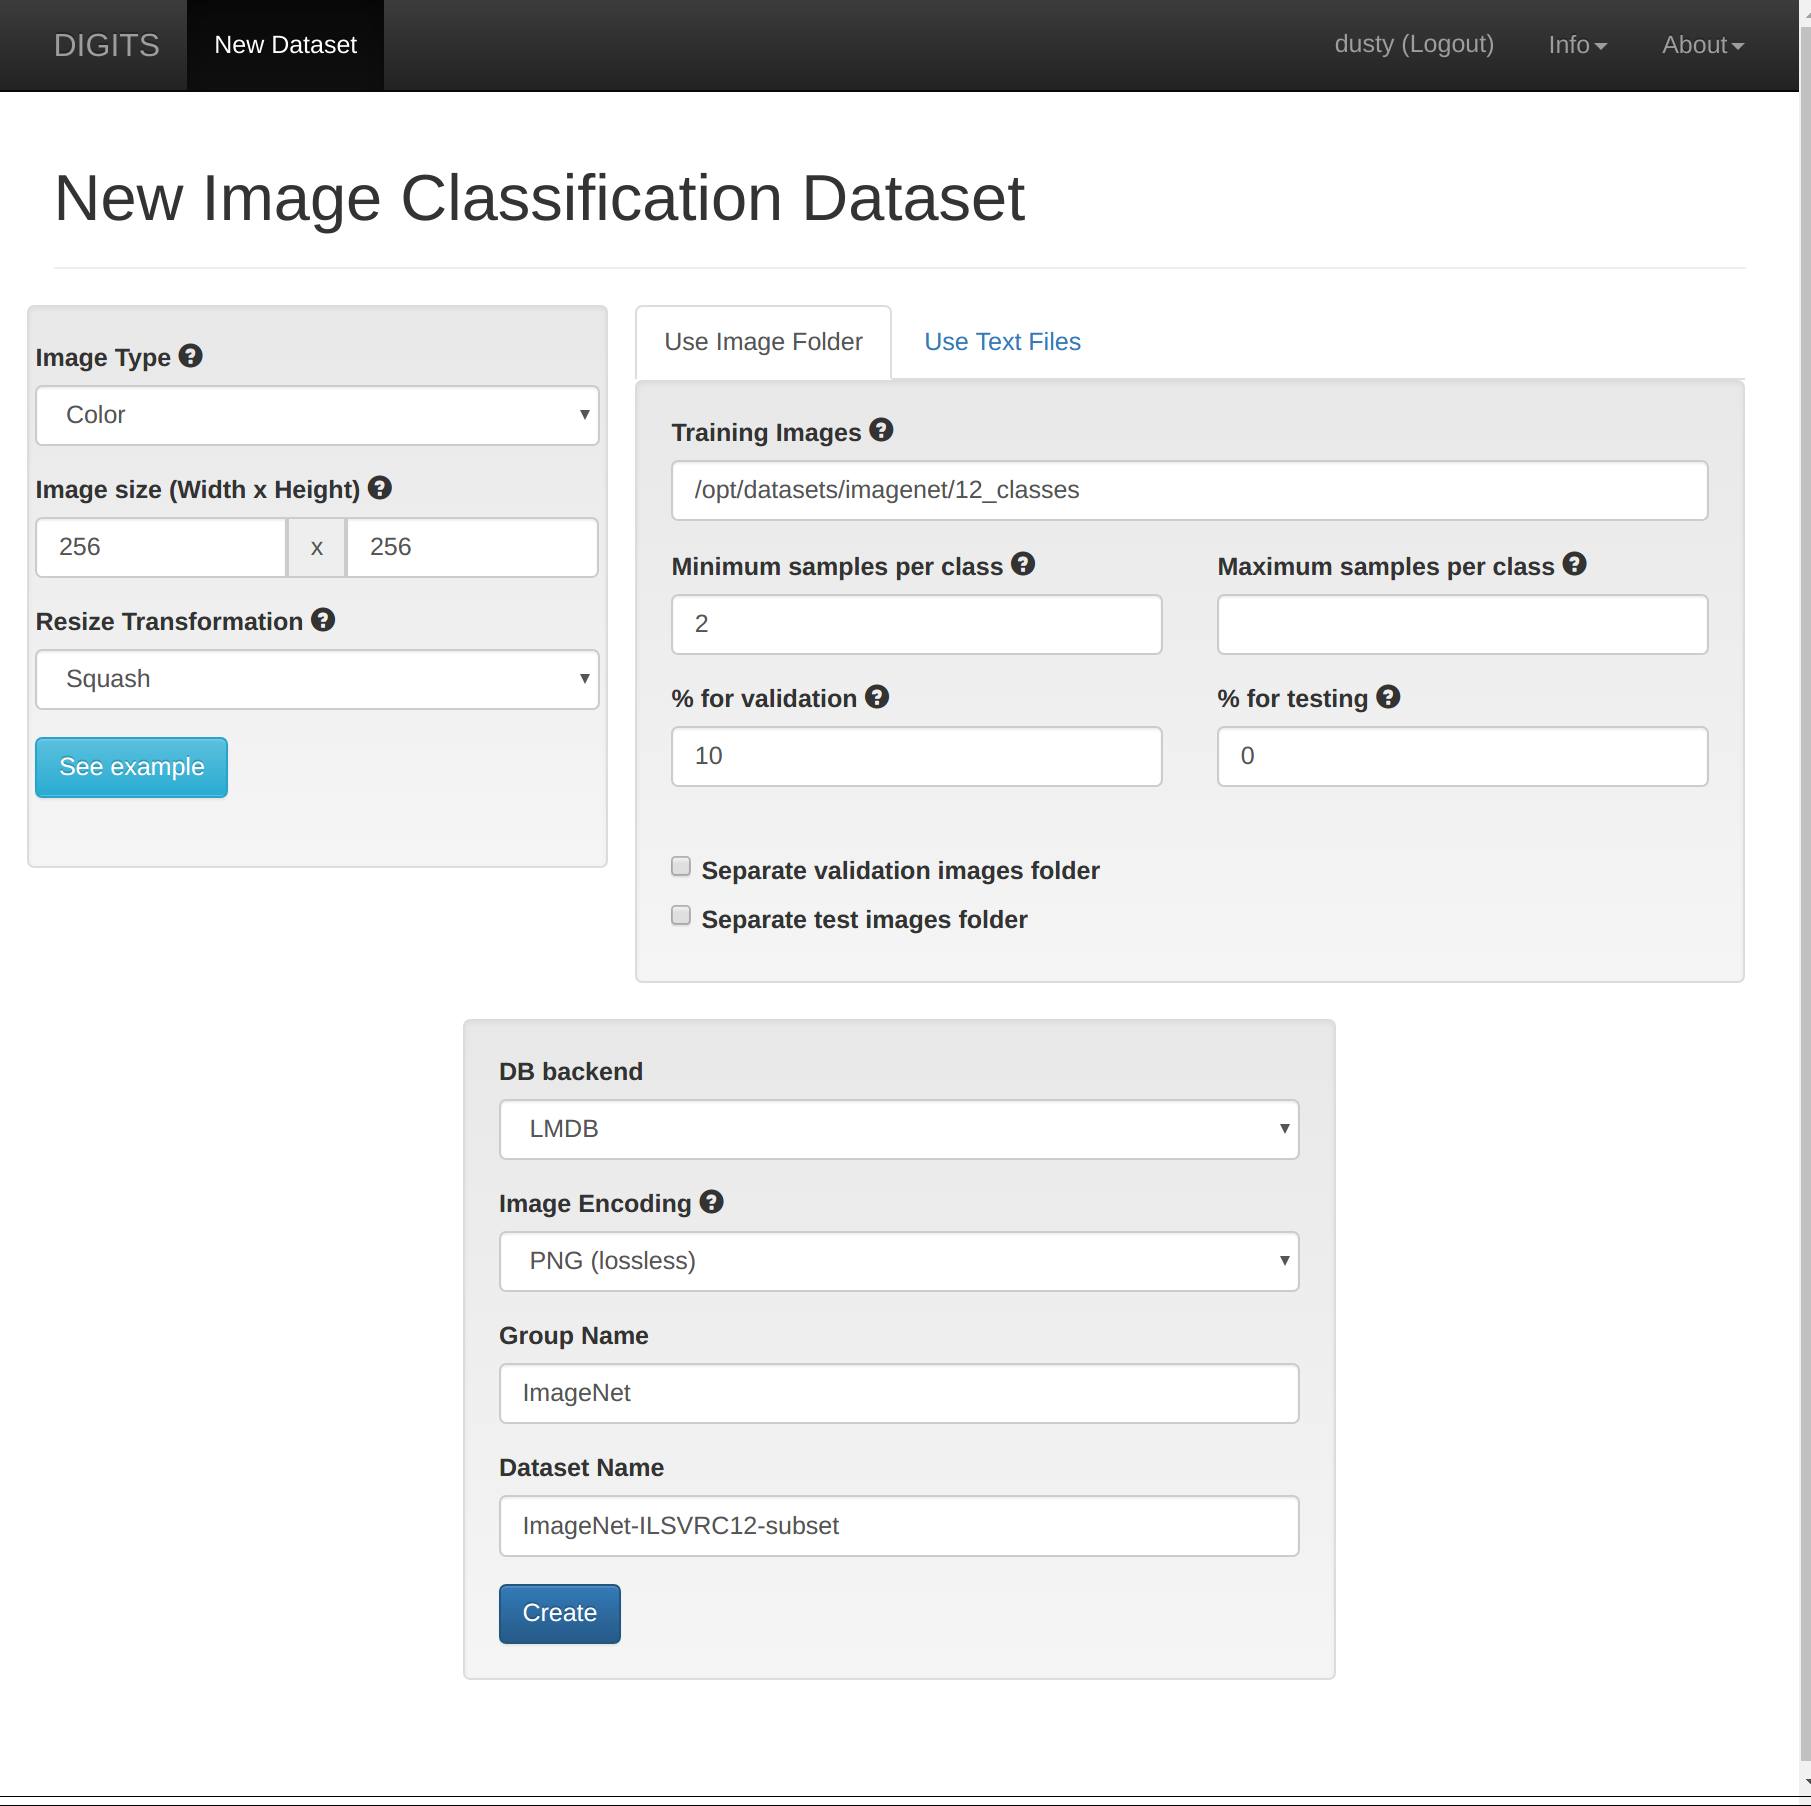 DIGITS New Dataset dusty (Logout) Info About
New Image Classification Dataset
Image Type
Color
Image size (Width x Height)
256 x 256
Resize Transformation
Squash
See example
Use Image Folder Use Text Files
Training Images
/opt/datasets/imagenet/12_classes
Minimum samples per class Maximum samples per class
2
% for validation % for testing
10 0
Separate validation images folder
Separate test images folder
DB backend
LMDB
Image Encoding
PNG (lossless)
Group Name
ImageNet
Dataset Name
ImageNet-ILSVRC12-subset
Create